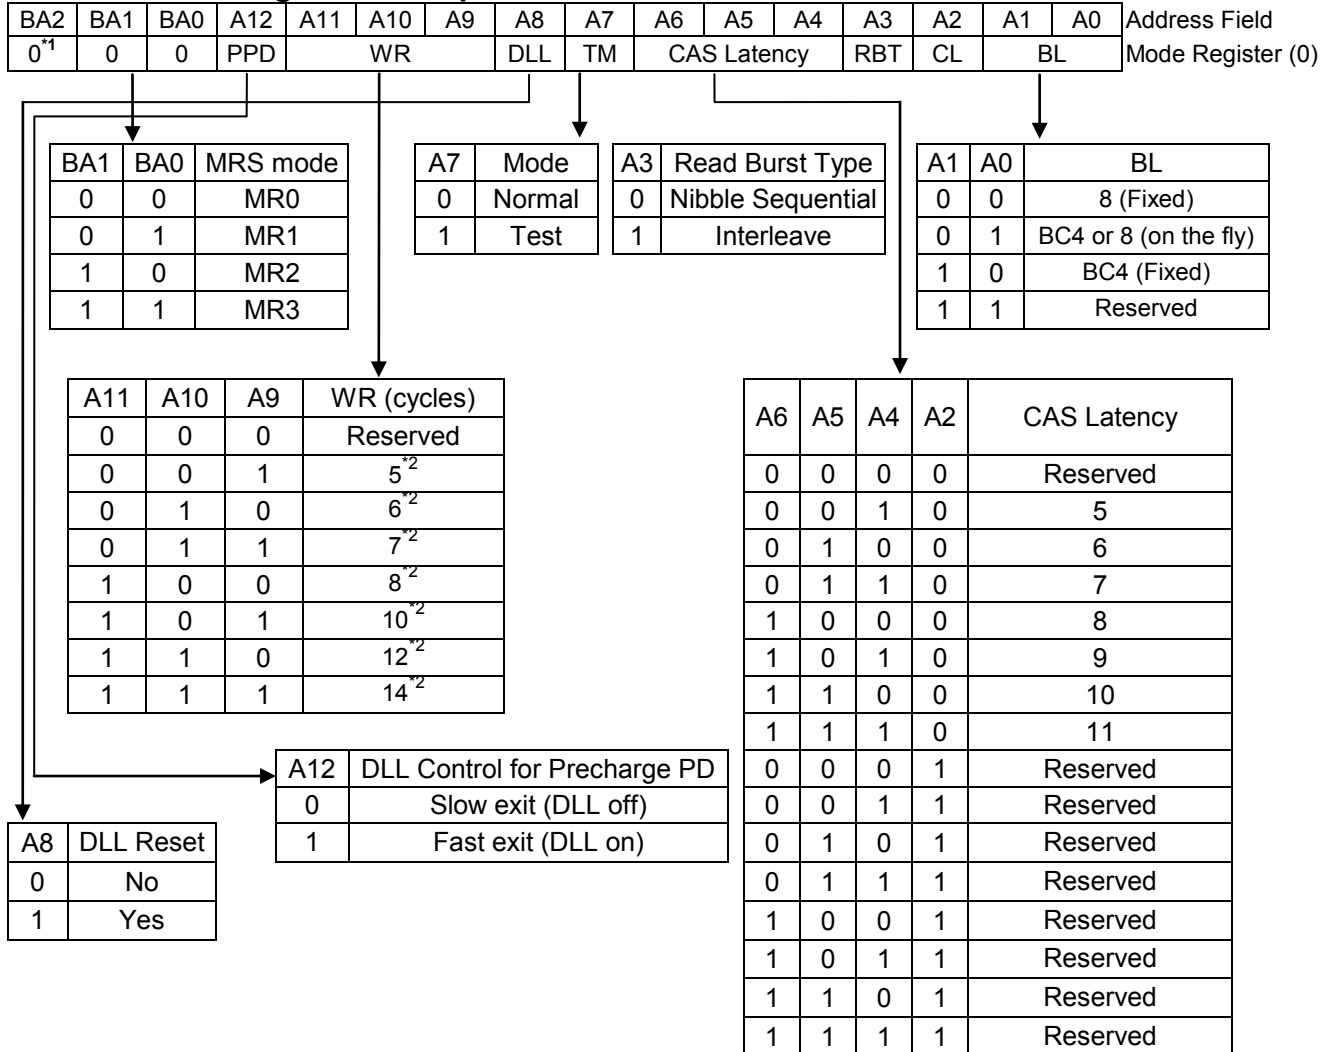 BA2 BA1 BA0 A12 A11 A10 A9 A8 A7 A6 A5 A4 A3 A2 A1 A0 Address Field
0*1 0 0 PPD WR DLL TM CAS Latency RBT CL BL Mode Register (0)
BA1 BA0 MRS mode
0 0 MR0
0 1 MR1
1 0 MR2
1 1 MR3
A7 Mode
0 Normal
1 Test
A3 Read Burst Type
0 Nibble Sequential
1 Interleave
A1 A0 BL
0 0 8 (Fixed)
0 1 BC4 or 8 (on the fly)
1 0 BC4 (Fixed)
1 1 Reserved
A11 A10 A9 WR (cycles)
0 0 0 Reserved
0 0 1 5*2
0 1 0 6*2
0 1 1 7*2
1 0 0 8*2
1 0 1 10*2
1 1 0 12*2
1 1 1 14*2
A6 A5 A4 A2 CAS Latency
0 0 0 0 Reserved
0 0 1 0 5
0 1 0 0 6
0 1 1 0 7
1 0 0 0 8
1 0 1 0 9
1 1 0 0 10
1 1 1 0 11
0 0 0 1 Reserved
0 0 1 1 Reserved
0 1 0 1 Reserved
0 1 1 1 Reserved
1 0 0 1 Reserved
1 0 1 1 Reserved
1 1 0 1 Reserved
1 1 1 1 Reserved
A12 DLL Control for Precharge PD
0 Slow exit (DLL off)
1 Fast exit (DLL on)
A8 DLL Reset
0 No
1 Yes